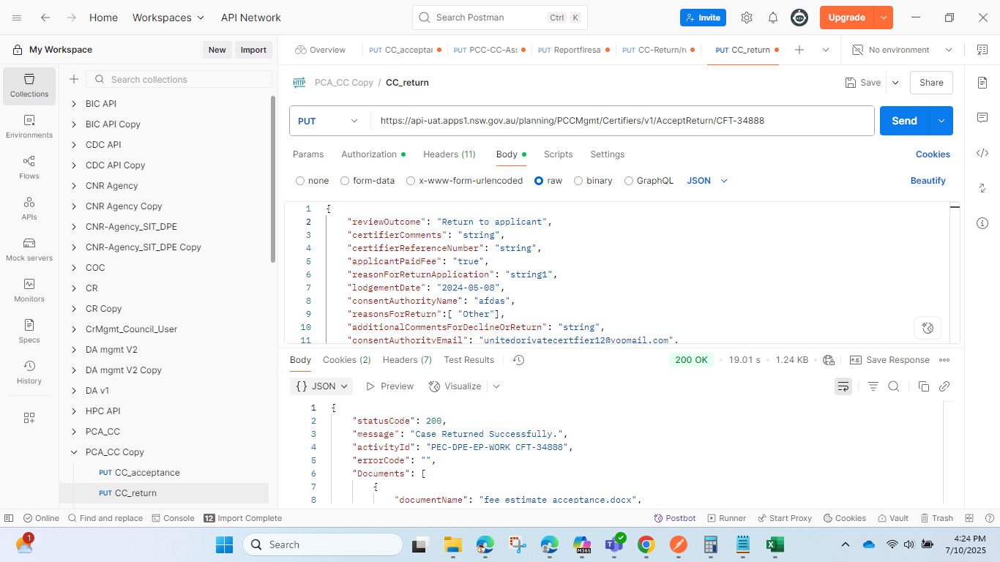 Home
Workspaces
API Network
Search Postman
Ctrl
K
Invite
Upgrade
My Workspace
New
Import
Overview
PUT CC_acceptar
PUT PCC-CC-Ass
PUT Reportfiresa
PUT CC-Return/re
PUT CC_return
No environment
Collections
Environments
Flows
APIs
Mock servers
Monitors
Specs
History
Search collections
BIC API
BIC API Copy
CDC API
CDC API Copy
CNR Agency
CNR Agency Copy
CNR-Agency_SIT_DPE
CNR-Agency_SIT_DPE Copy
COC
CR
CR Copy
CrMgmt_Council_User
DA mgmt V2
DA mgmt V2 Copy
DA v1
HPC API
PCA_CC
PCA_CC Copy
PUT CC_acceptance
PUT CC_return
HTTP PCA_CC Copy / CC_return
Save
Share
PUT
https://api-uat.apps1.nsw.gov.au/planning/PCCMgmt/Certifiers/v1/AcceptReturn/CFT-34888
Send
Params
Authorization
Headers (11)
Body
Scripts
Settings
Cookies
none
form-data
x-www-form-urlencoded
raw
binary
GraphQL
JSON
Beautify
1 {
2 "reviewOutcome": "Return to applicant",
3 "certifierComments": "string",
4 "certifierReferenceNumber": "string",
5 "applicantPaidFee": "true",
6 "reasonForReturnApplication": "string1",
7 "lodgementDate": "2024-05-08",
8 "consentAuthorityName": "afdas",
9 "reasonsForReturn":[ "Other"],
10 "additionalCommentsForDeclineOrReturn": "string",
11 "consentAuthorityEmail": "unitedprivatecertfier12@yopmail.com",
Body
Cookies (2)
Headers (7)
Test Results
200 OK
19.01 s
1.24 KB
Save Response
{} JSON
Preview
Visualize
1 {
2 "statusCode": 200,
3 "message": "Case Returned Successfully.",
4 "activityId": "PEC-DPE-EP-WORK CFT-34888",
5 "errorCode": "",
6 "Documents": [
7 {
8 "documentName": "fee estimate acceptance.docx",
Online
Find and replace
Console
12 Import Complete
Postbot
Runner
Start Proxy
Cookies
Vault
Trash
1
Search
M365
4:24 PM
7/10/2025